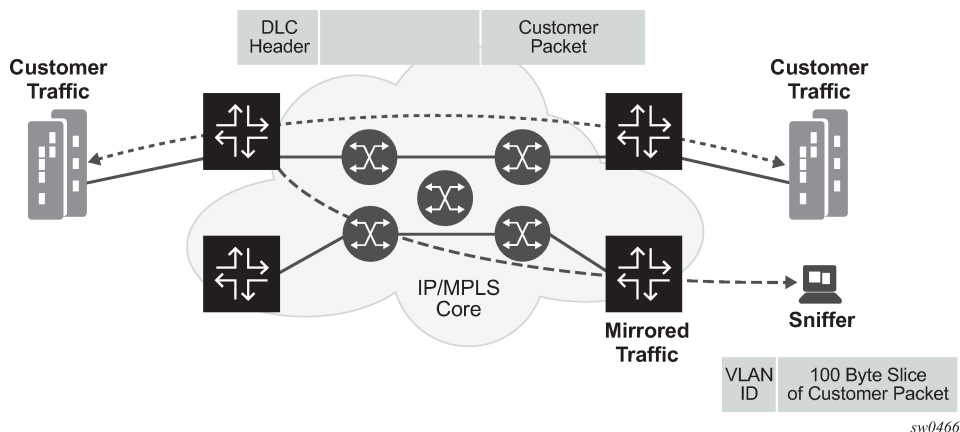 DLC
Header
Customer
Packet
Customer
Traffic
Customer
Traffic
IP/MPLS
Core
Mirrored
Traffic
Sniffer
VLAN
ID
100 Byte Slice
of Customer Packet
sw0466